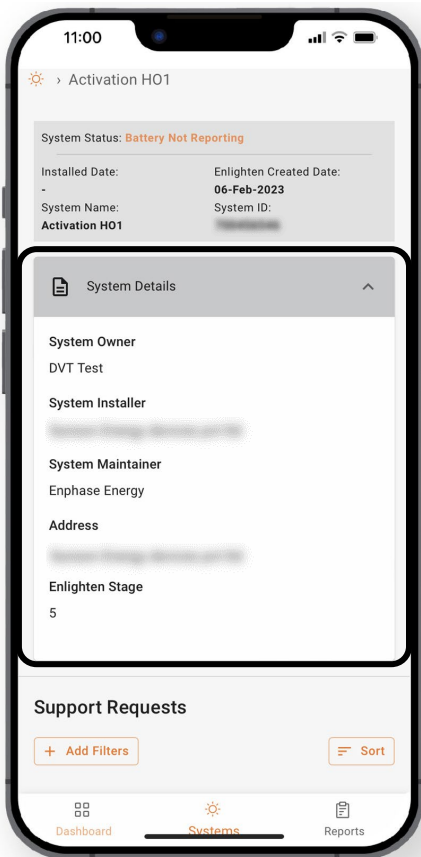 11:00
› Activation HO1
System Status: Battery Not Reporting
Installed Date:
-
Enlighten Created Date:
06-Feb-2023
System Name:
Activation HO1
System ID:
System Details
System Owner
DVT Test
System Installer
System Maintainer
Enphase Energy
Address
Enlighten Stage
5
Support Requests
+ Add Filters
Sort
Dashboard
Systems
Reports